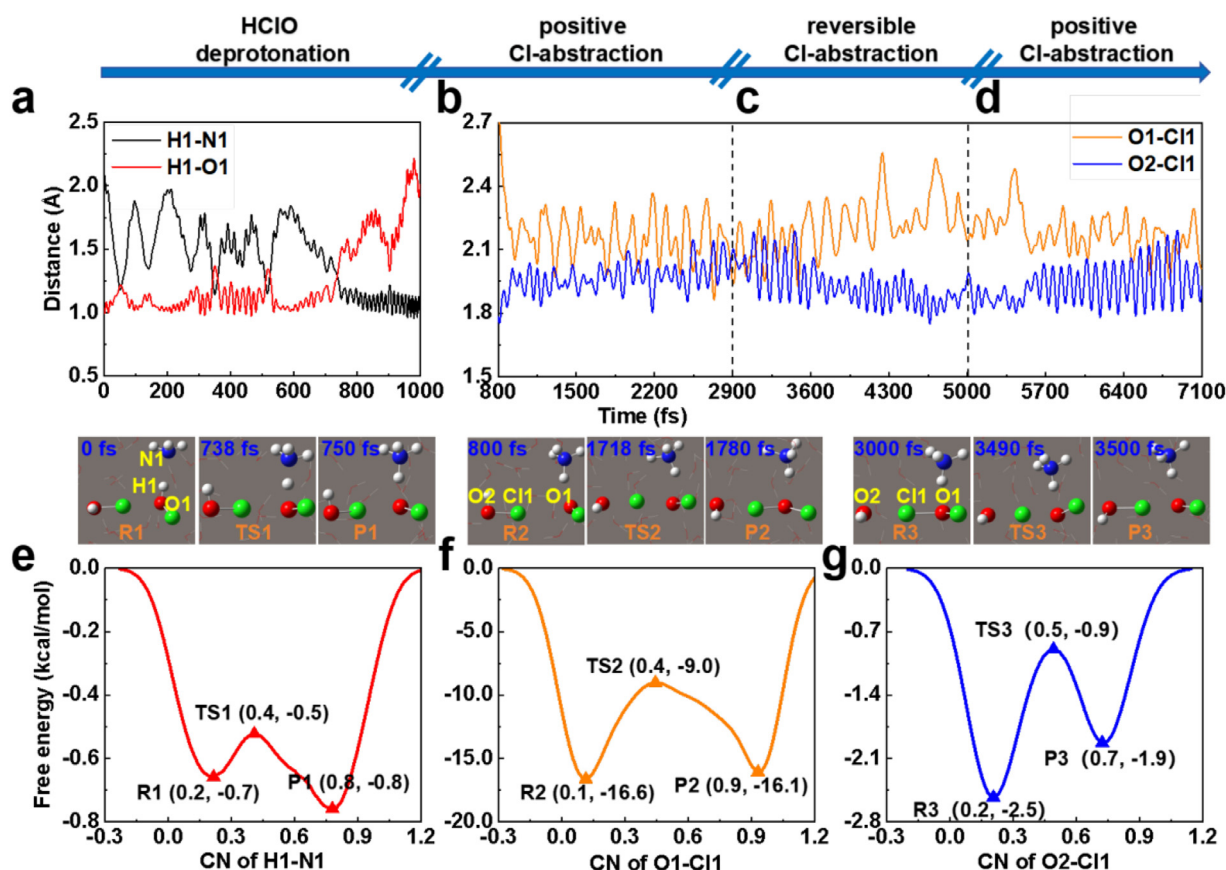 HClO
deprotonation
positive
Cl-abstraction
reversible
Cl-abstraction
positive
Cl-abstraction
a
b
c
d
H1-N1
H1-O1
O1-Cl1
O2-Cl1
2.5
2.0
1.5
1.0
0.5
Distance (A)
2.7
2.4
2.1
1.8
1.5
0 200 400 600 800 1000
800 1500 2200 2900 3600 4300 5000 5700 6400 7100
Time (fs)
0 fs
N1
H1
O1
R1
738 fs
TS1
750 fs
P1
800 fs
O2 Cl1 O1
R2
1718 fs
TS2
1780 fs
P2
3000 fs
O2 Cl1 O1
R3
3490 fs
TS3
3500 fs
P3
e
f
g
Free energy (kcal/mol)
0.0
-0.2
-0.4
-0.6
-0.8
TS1 (0.4, -0.5)
R1 (0.2, -0.7)
P1 (0.8, -0.8)
-0.3 0.0 0.3 0.6 0.9 1.2
CN of H1-N1
0.0
-5.0
-10.0
-15.0
-20.0
TS2 (0.4, -9.0)
R2 (0.1, -16.6)
P2 (0.9, -16.1)
-0.3 0.0 0.3 0.6 0.9 1.2
CN of O1-Cl1
0.0
-0.7
-1.4
-2.1
-2.8
TS3 (0.5, -0.9)
P3 (0.7, -1.9)
R3 (0.2, -2.5)
-0.3 0.0 0.3 0.6 0.9 1.2
CN of O2-Cl1